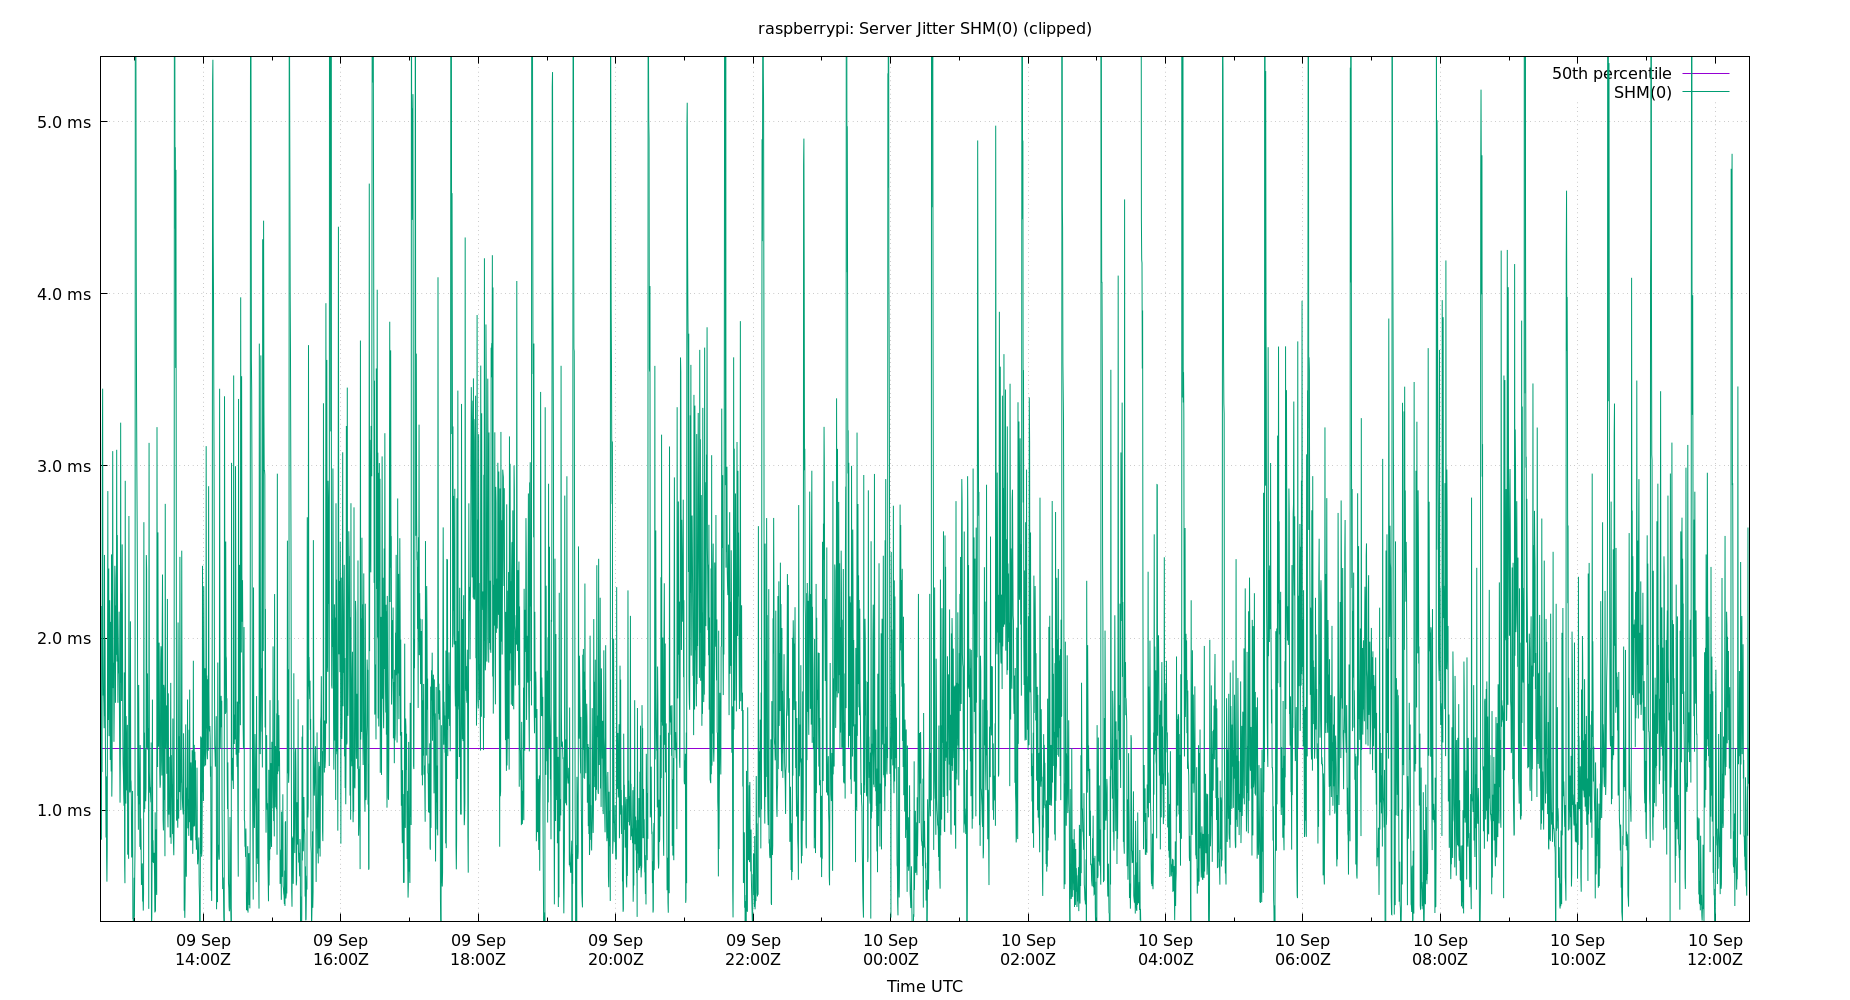 raspberrypi: Server Jitter SHM(0) (clipped)
50th percentile
SHM(0)
5.0 ms
4.0 ms
3.0 ms
2.0 ms
1.0 ms
09 Sep 09 Sep 09 Sep 09 Sep 09 Sep 10 Sep 10 Sep 10 Sep 10 Sep 10 Sep 10 Sep 10 Sep
14:00Z 16:00Z 18:00Z 20:00Z 22:00Z 00:00Z 02:00Z 04:00Z 06:00Z 08:00Z 10:00Z 12:00Z
Time UTC